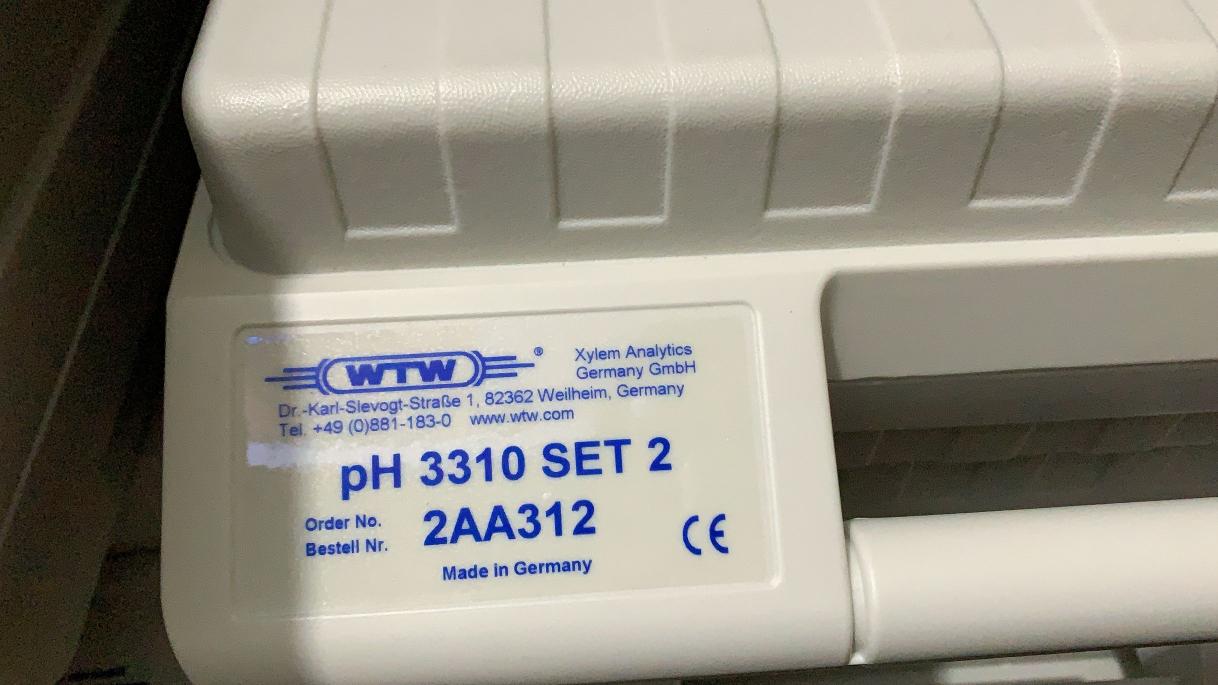 WTW®
Xylem Analytics
Germany GmbH
Dr.-Karl-Slevogt-Straße 1, 82362 Weilheim, Germany
Tel. +49 (0)881-183-0 www.wtw.com
pH 3310 SET 2
Order No.
Bestell Nr.
2AA312
CE
Made in Germany